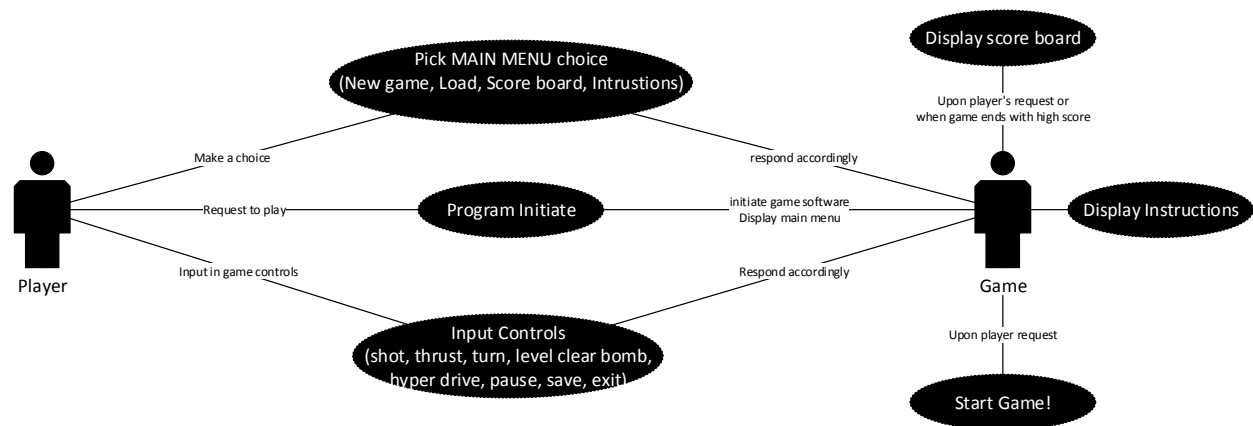 Display score board
Pick MAIN MENU choice
(New game, Load, Score board, Intrustions)
Upon player's request or
when game ends with high score
Make a choice
respond accordingly
Request to play
Program Initiate
initiate game software
Display main menu
Display Instructions
Input in game controls
Respond accordingly
Player
Game
Input Controls
(shot, thrust, turn, level clear bomb,
hyper drive, pause, save, exit)
Upon player request
Start Game!